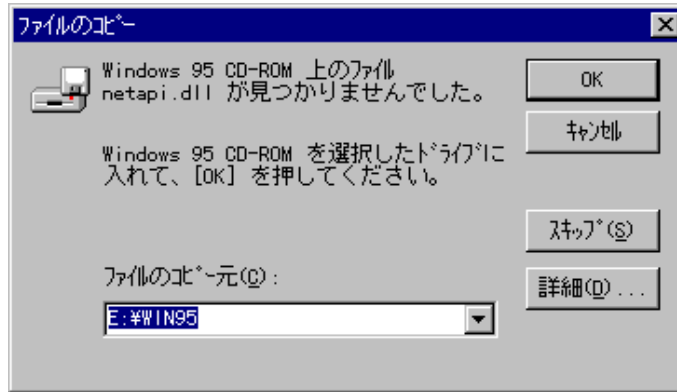 ﾌｧｲﾙのｺﾋﾟｰ
Windows 95 CD-ROM 上のﾌｧｲﾙ
netapi.dll が見つかりませんでした。
Windows 95 CD-ROM を選択したﾄﾞﾗｲﾌﾞに
入れて、[OK] を押してください。
ﾌｧｲﾙのｺﾋﾟｰ元(C):
E:¥WIN95
OK
ｷｬﾝｾﾙ
ｽｷｯﾌﾟ(S)
詳細(D)...